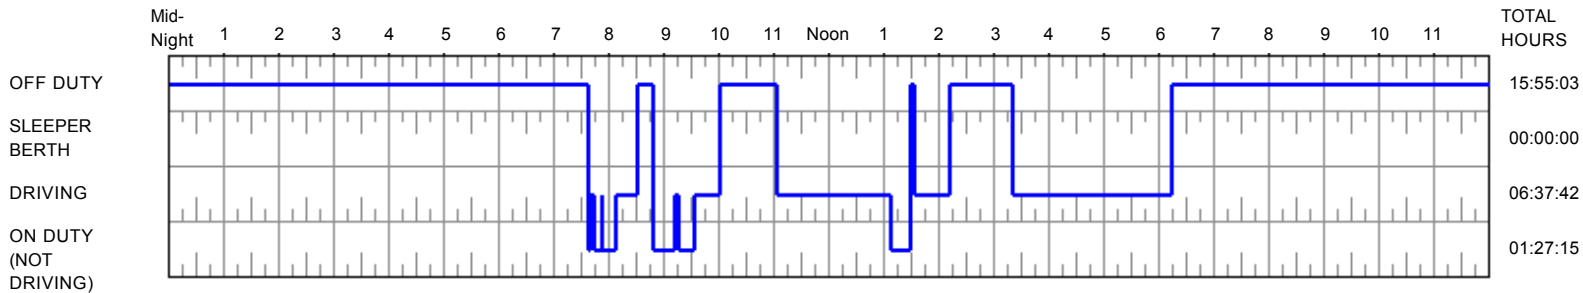 Mid-
Night 1 2 3 4 5 6 7 8 9 10 11 Noon 1 2 3 4 5 6 7 8 9 10 11
TOTAL
HOURS
OFF DUTY 15:55:03
SLEEPER
BERTH 00:00:00
DRIVING 06:37:42
ON DUTY
(NOT
DRIVING) 01:27:15